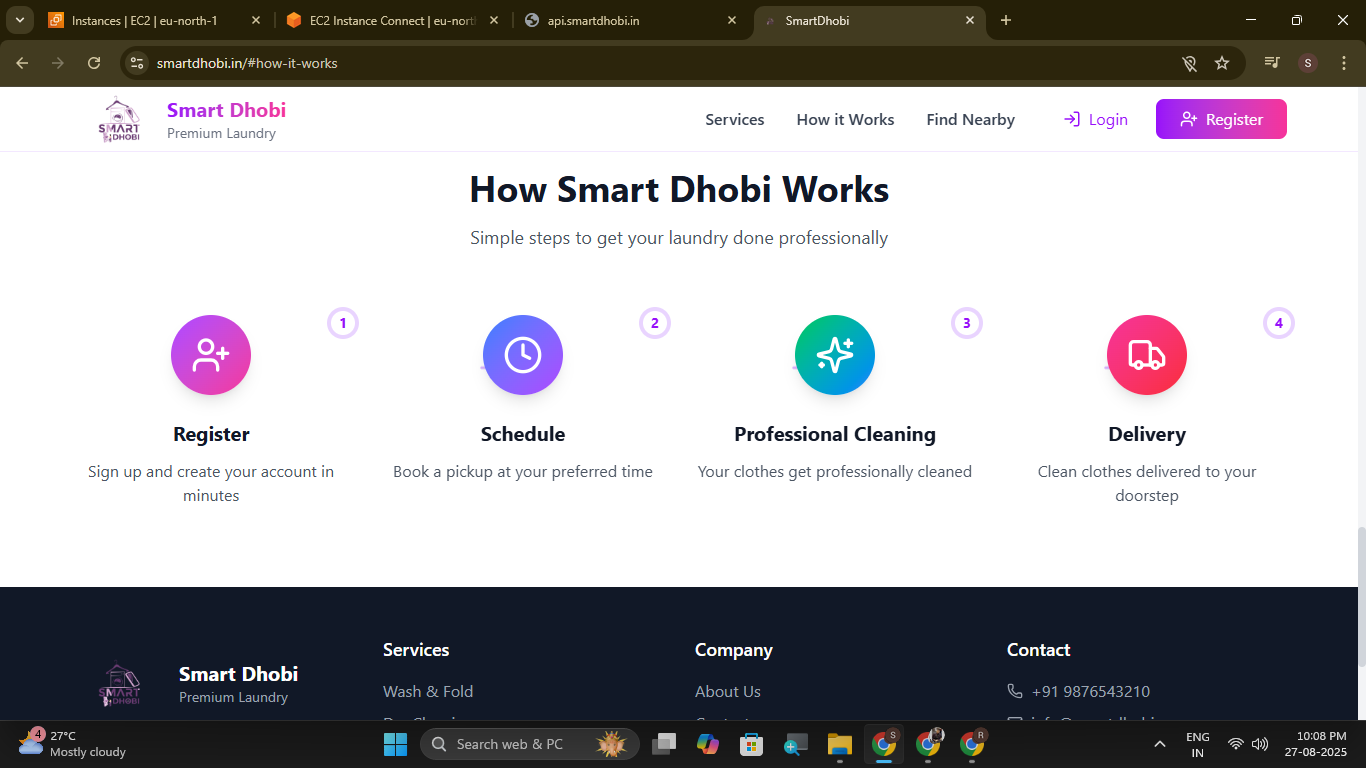 Instances | EC2 | eu-north-1
EC2 Instance Connect | eu-nort
api.smartdhobi.in
SmartDhobi
smartdhobi.in/#how-it-works
S
SMART
DHOBI
Smart Dhobi
Premium Laundry
Services
How it Works
Find Nearby
Login
Register
How Smart Dhobi Works
Simple steps to get your laundry done professionally
1
2
3
4
Register
Schedule
Professional Cleaning
Delivery
Sign up and create your account in
minutes
Book a pickup at your preferred time
Your clothes get professionally cleaned
Clean clothes delivered to your
doorstep
SMART
DHOBI
Smart Dhobi
Premium Laundry
Services
Wash & Fold
Company
About Us
Contact
+91 9876543210
4
27°C
Mostly cloudy
Search web & PC
S
R
ENG
IN
10:08 PM
27-08-2025